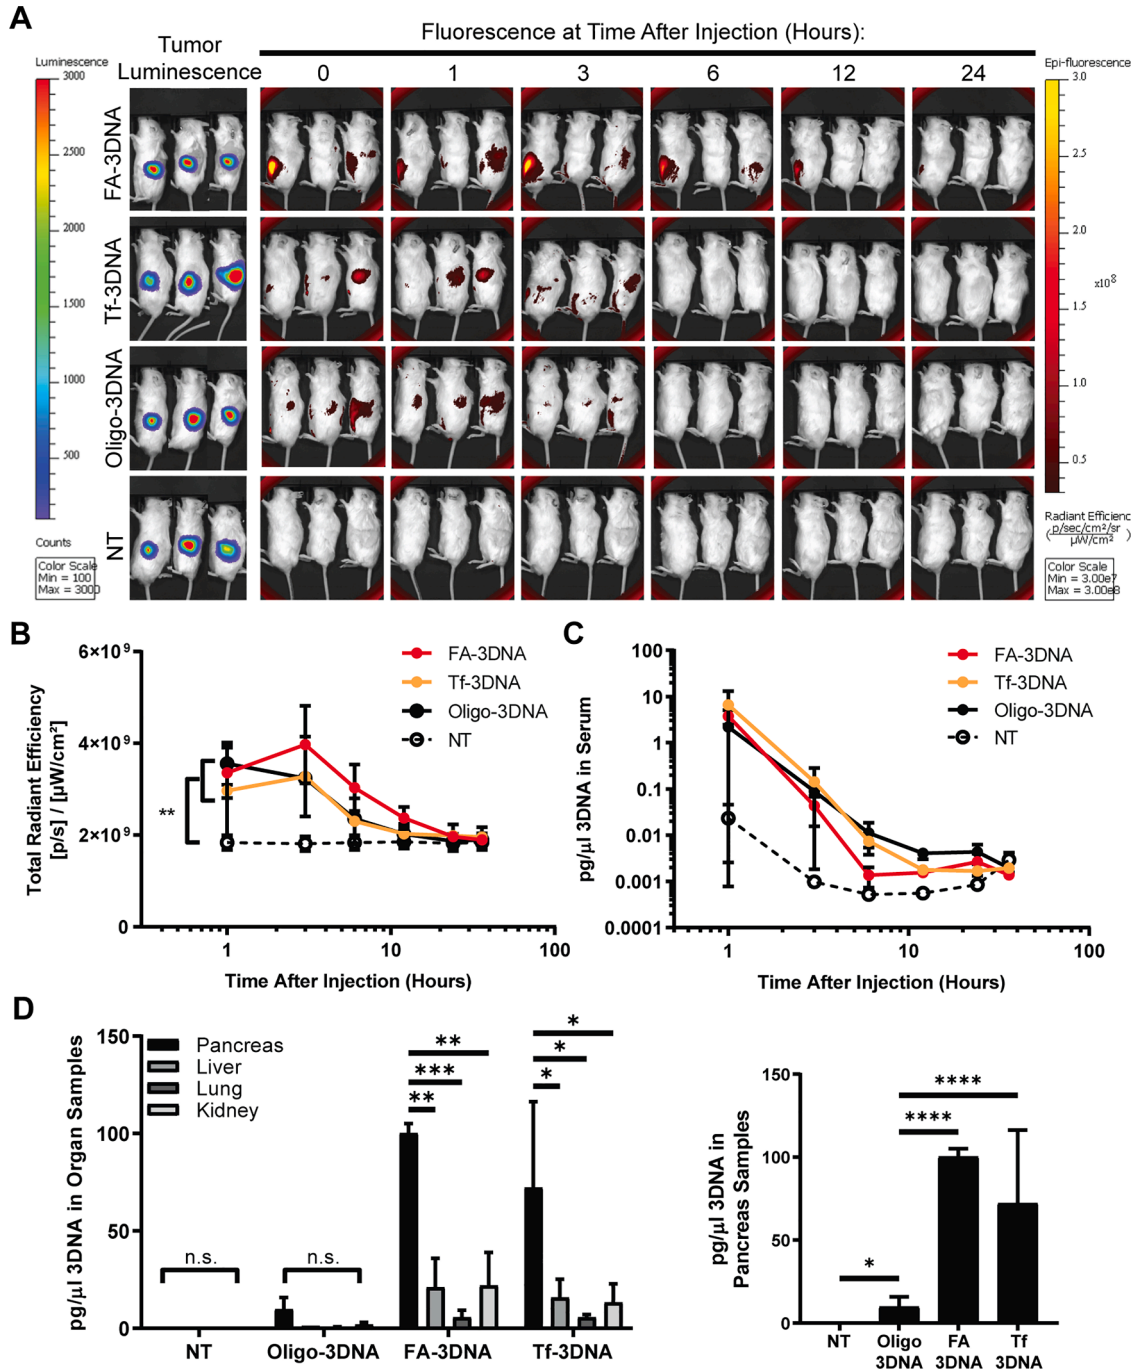 A
Fluorescence at Time After Injection (Hours):
Tumor
Luminescence
0 1 3 6 12 24
Luminescence
3000
2500
2000
1500
1000
500
Counts
Color Scale
Min = 100
Max = 3000
FA-3DNA
Tf-3DNA
Oligo-3DNA
NT
Epi-fluorescence
3.0
2.5
2.0
x10⁸
1.5
1.0
0.5
Radiant Efficienc
(p/sec/cm²/sr
µW/cm²)
Color Scale
Min = 3.00e7
Max = 3.00e8
B
Total Radiant Efficiency
[p/s] / [µW/cm²]
6×10⁹
4×10⁹
2×10⁹
0
**
FA-3DNA
Tf-3DNA
Oligo-3DNA
NT
1 10 100
Time After Injection (Hours)
C
pg/µl 3DNA in Serum
100
10
1
0.1
0.01
0.001
0.0001
FA-3DNA
Tf-3DNA
Oligo-3DNA
NT
1 10 100
Time After Injection (Hours)
D
pg/µl 3DNA in Organ Samples
150
100
50
0
Pancreas
Liver
Lung
Kidney
n.s.
n.s.
**
***
**
*
*
*
NT Oligo-3DNA FA-3DNA Tf-3DNA
pg/µl 3DNA in
Pancreas Samples
150
100
50
0
****
****
*
NT Oligo FA Tf
3DNA 3DNA 3DNA